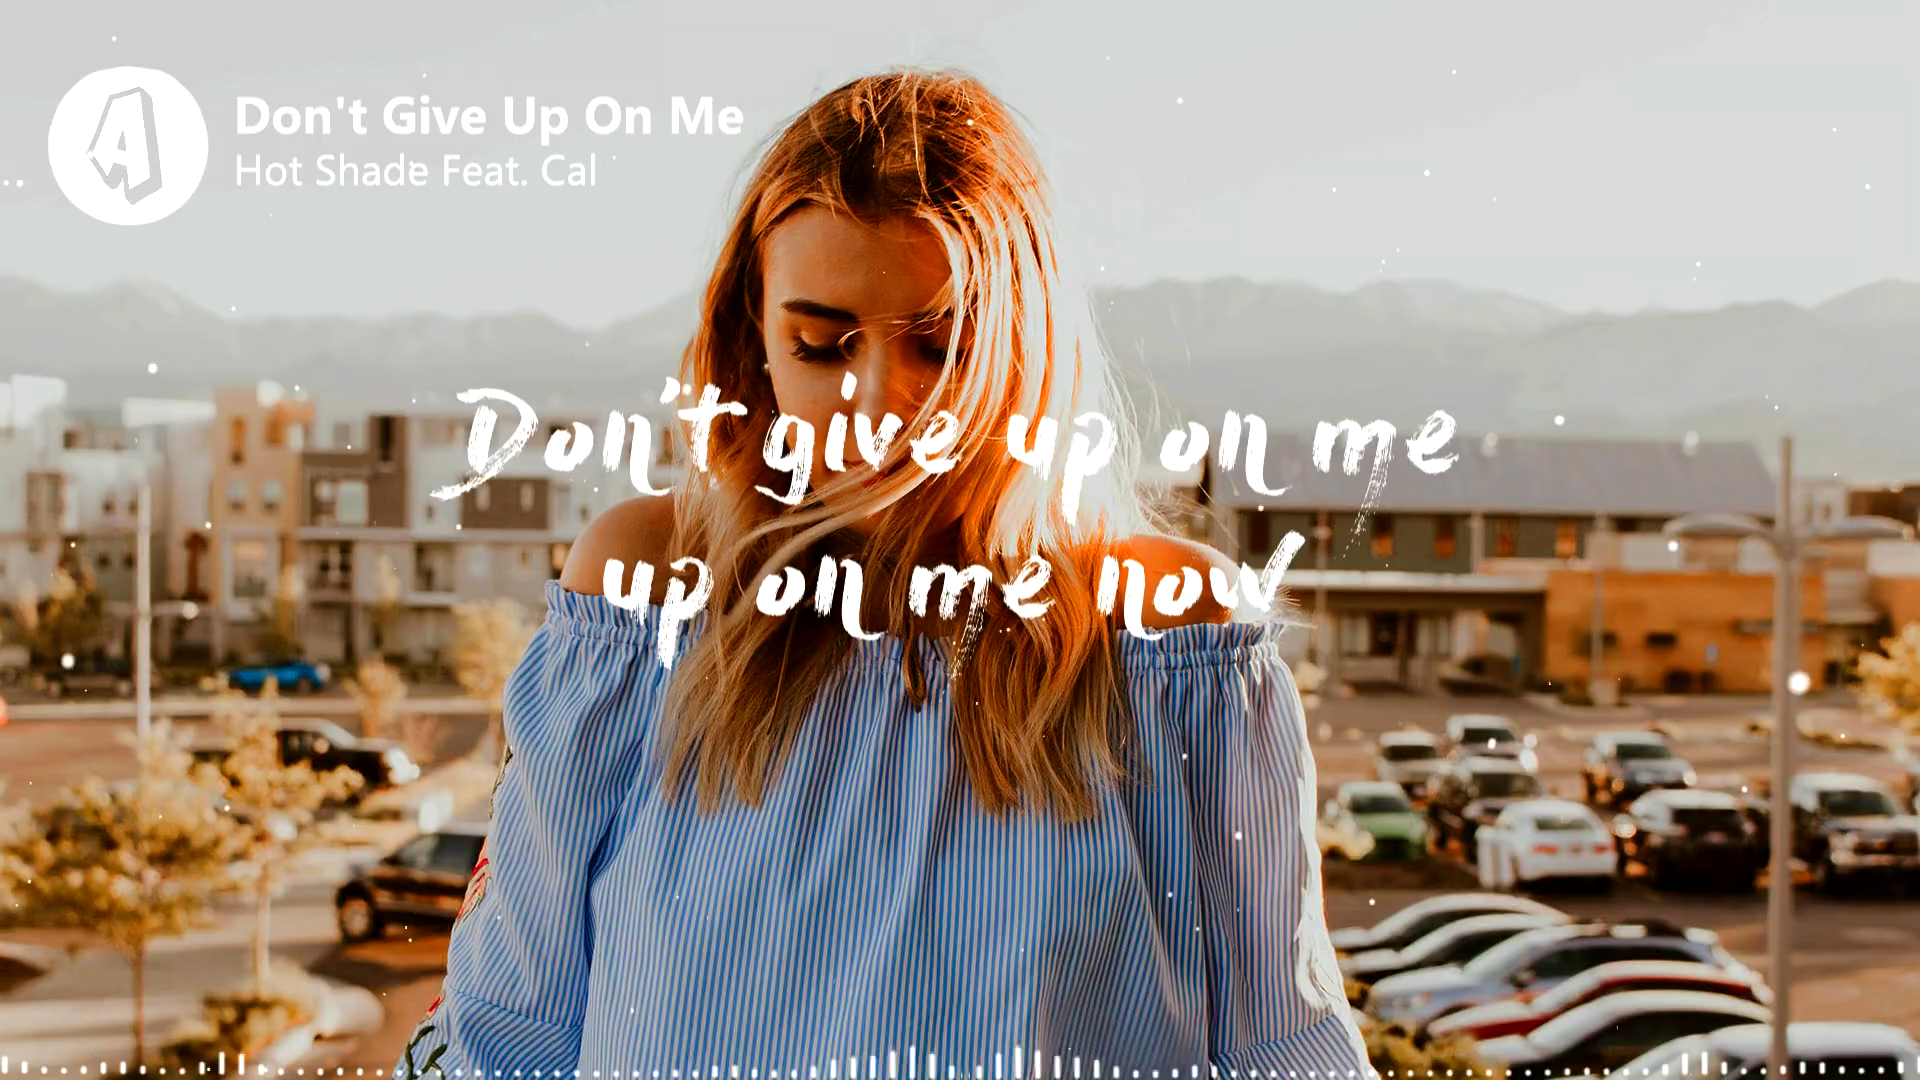 A
Don't Give Up On Me
Hot Shade Feat. Cal
Don't give up on me
up on me now